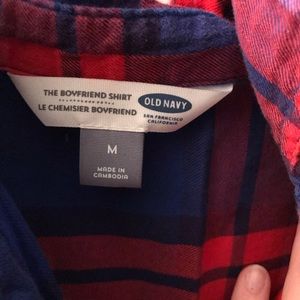 THE BOYFRIEND SHIRT
LE CHEMISIER BOYFRIEND
OLD NAVY
SAN FRANCISCO
CALIFORNIA
M
MADE IN
CAMBODIA